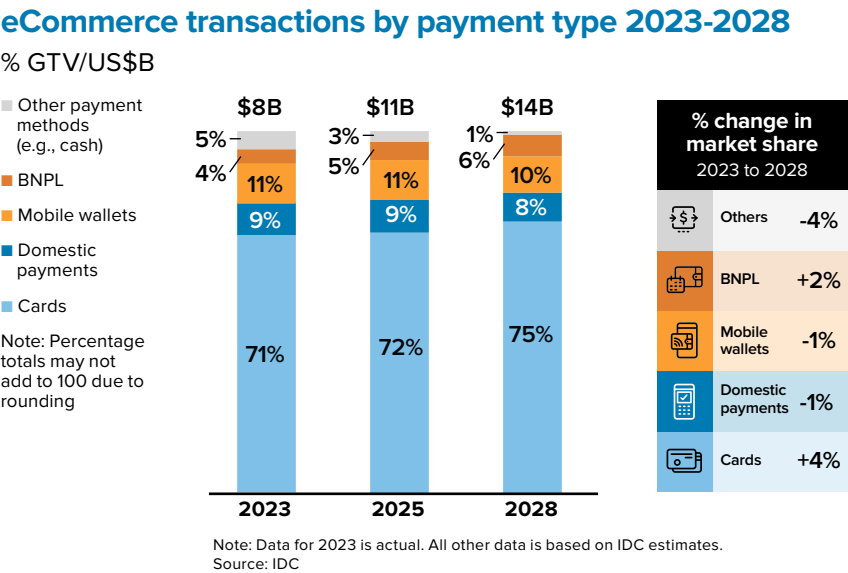 eCommerce transactions by payment type 2023-2028
% GTV/US$B
Other payment
methods
(e.g., cash)
BNPL
Mobile wallets
Domestic
payments
Cards
Note: Percentage
totals may not
add to 100 due to
rounding
$8B
5%
4%
11%
9%
71%
2023
$11B
3%
5%
11%
9%
72%
2025
$14B
1%
6%
10%
8%
75%
2028
% change in
market share
2023 to 2028
$
Others -4%
BNPL +2%
Mobile
wallets -1%
Domestic
payments -1%
Cards +4%
Note: Data for 2023 is actual. All other data is based on IDC estimates.
Source: IDC